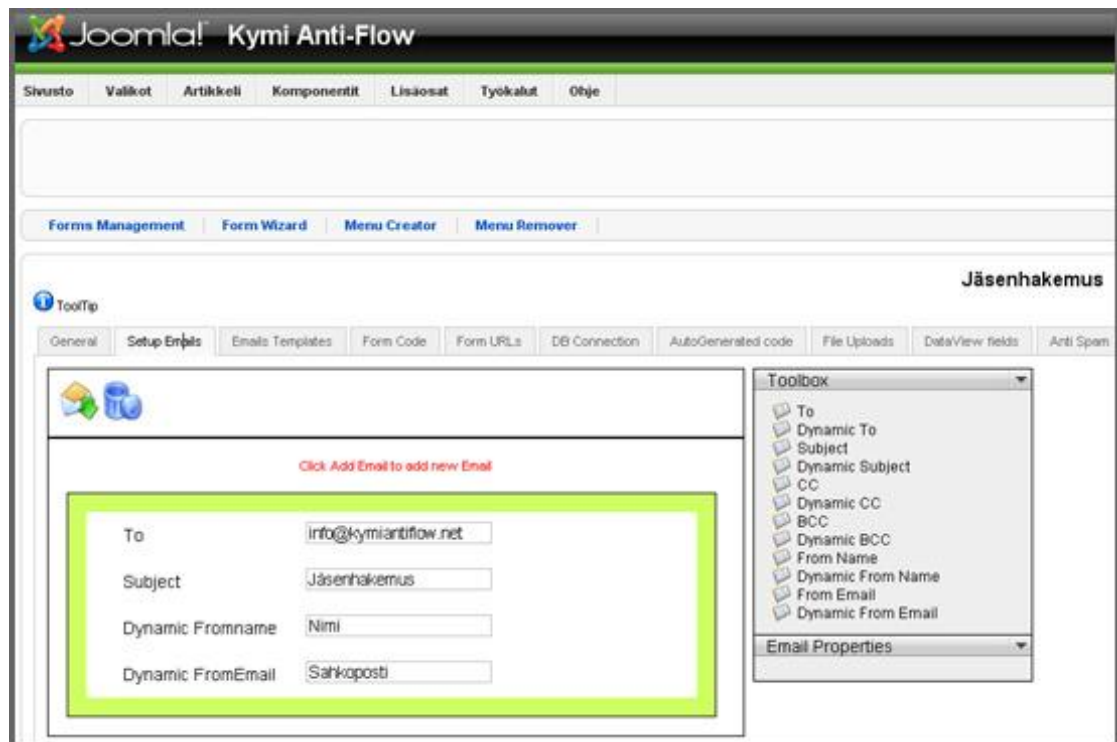 Joomla! Kymi Anti-Flow
Sivusto Valikot Artikkeli Komponentit Lisäosat Työkalut Ohje
Forms Management Form Wizard Menu Creator Menu Remover
Jäsenhakemus
ToolTip
General Setup Emails Emails Templates Form Code Form URLs DB Connection AutoGenerated code File Uploads DataView fields Anti Spam
Toolbox
To
Dynamic To
Subject
Dynamic Subject
CC
Dynamic CC
BCC
Dynamic BCC
From Name
Dynamic From Name
From Email
Dynamic From Email
Email Properties
Click Add Email to add new Email
To info@kymiantiflow.net
Subject Jäsenhakemus
Dynamic Fromname Nimi
Dynamic FromEmail Sahkoposti